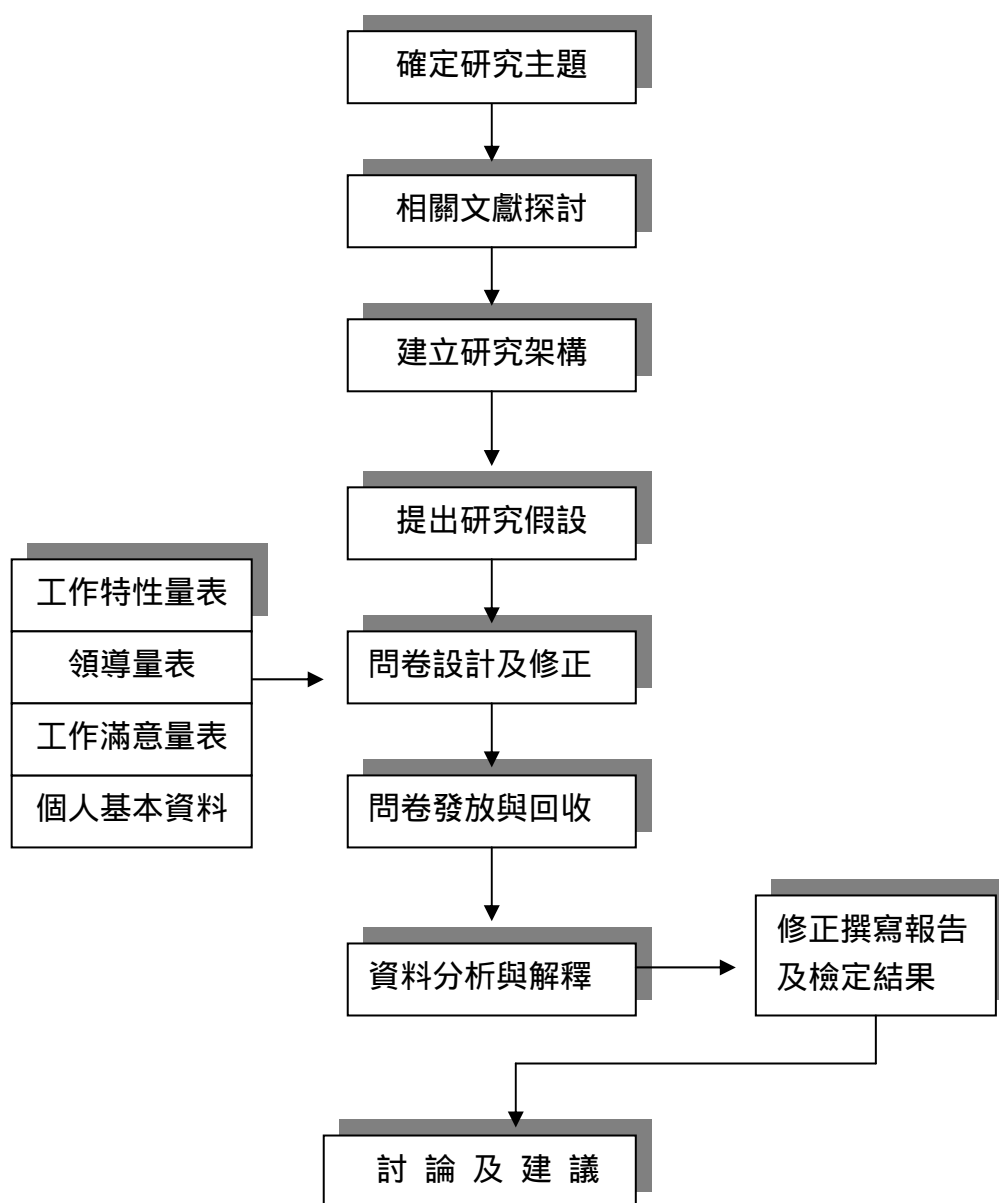 確定研究主題
相關文獻探討
建立研究架構
提出研究假設
工作特性量表
領導量表
工作滿意量表
個人基本資料
問卷設計及修正
問卷發放與回收
資料分析與解釋
修正撰寫報告
及檢定結果
討 論 及 建 議